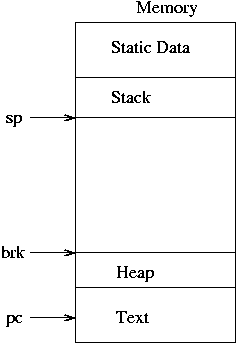 Memory
Static Data
Stack
sp
brk
Heap
pc
Text